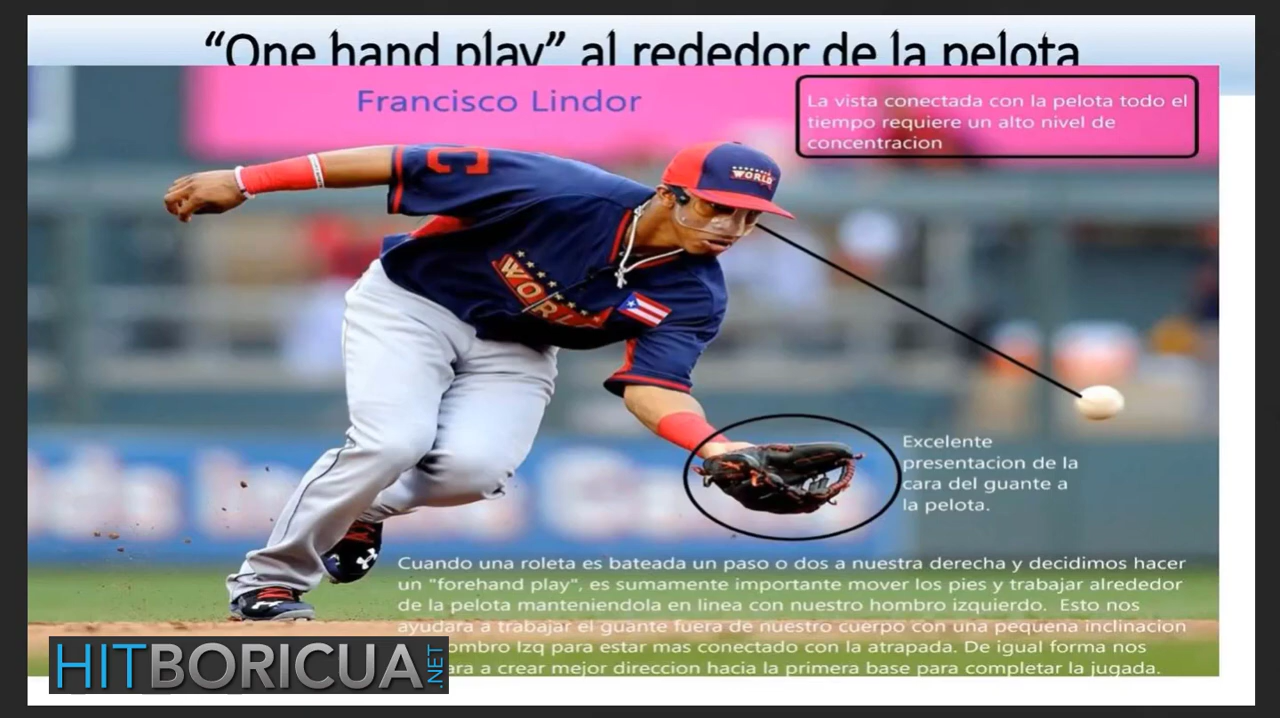 “One hand play” al rededor de la pelota
Francisco Lindor
La vista conectada con la pelota todo el
tiempo requiere un alto nivel de
concentracion
C
WORLD
WORLD
Excelente
presentacion de la
cara del guante a
la pelota.
Cuando una roleta es bateada un paso o dos a nuestra derecha y decidimos hacer
un "forehand play", es sumamente importante mover los pies y trabajar alrededor
de la pelota manteniendola en linea con nuestro hombro izquierdo. Esto nos
ayudara a trabajar el guante fuera de nuestro cuerpo con una pequena inclinacion
ombro Izq para estar mas conectado con la atrapada. De igual forma nos
ara a crear mejor direccion hacia la primera base para completar la jugada.
HITBORICUA.NET